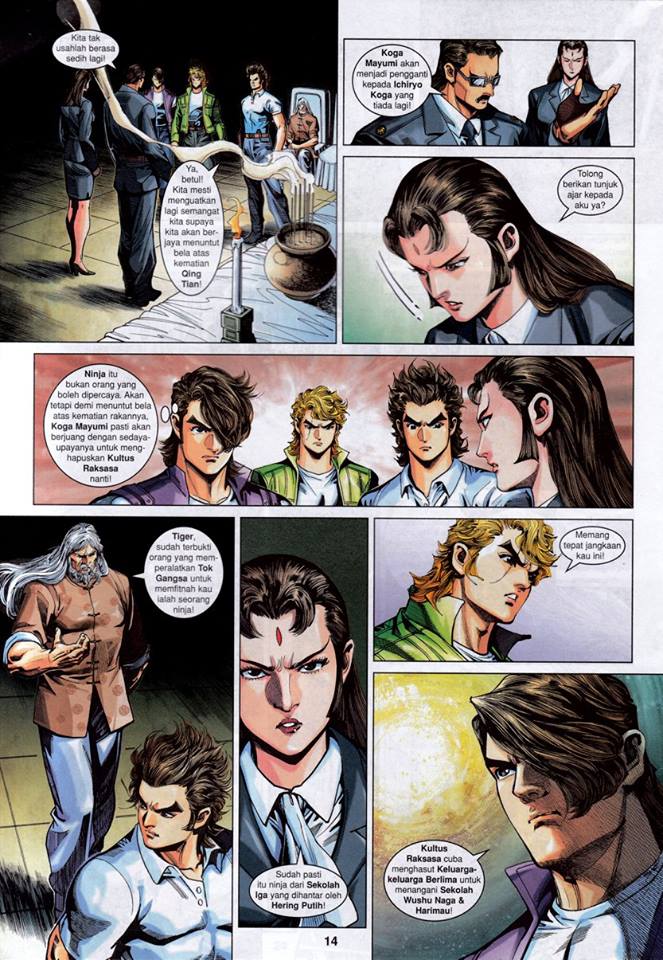 Kita tak
usahlah berasa
sedih lagi!
Ya,
betul!
Kita mesti
menguatkan
lagi semangat
kita supaya
kita akan ber-
jaya menuntut
bela atas
kematian
Qing
Tian!
Koga
Mayumi akan
menjadi pengganti
kepada Ichiryo
Koga yang
tiada lagi!
Tolong
berikan tunjuk
ajar kepada
aku ya?
Ninja itu
bukan orang yang
boleh dipercaya. Akan
tetapi demi menuntut bela
atas kematian rakannya,
Koga Mayumi pasti akan
berjuang dengan sedaya-
upayanya untuk meng-
hapuskan Kultus
Raksasa
nanti!
Tiger,
sudah terbukti
orang yang mem-
peralatkan Tok
Gangsa untuk
memfitnah kau
ialah seorang
ninja!
Sudah pasti
itu ninja dari Sekolah
Iga yang dihantar oleh
Hering Putih!
Memang
tepat jangkaan
kau ini!
Kultus
Raksasa cuba
menghasut Keluarga-
keluarga Berlima untuk
menangani Sekolah
Wushu Naga &
Harimau!
14